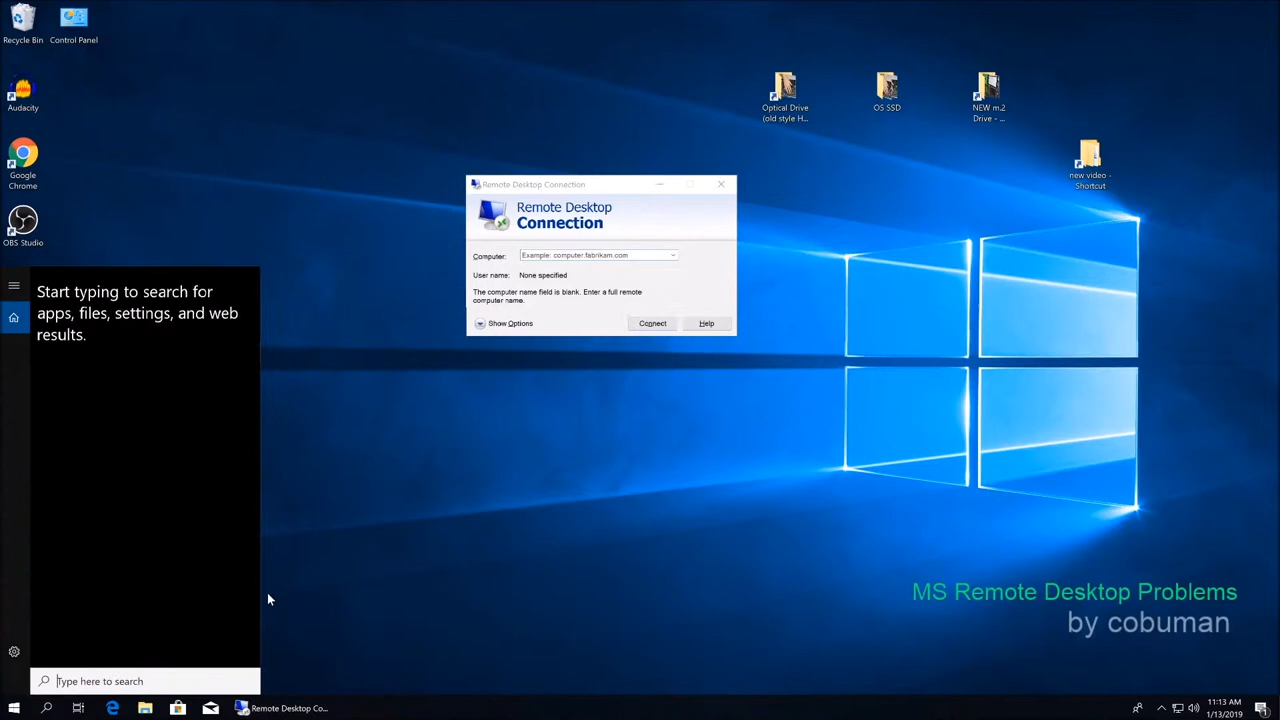 Recycle Bin
Control Panel
Audacity
Google
Chrome
OBS Studio
Optical Drive
(old style H...
OS SSD
NEW m.2
Drive - ...
new video -
Shortcut
Remote Desktop Connection
Remote Desktop
Connection
Computer:
Example: computer.fabrikam.com
User name:
None specified
The computer name field is blank. Enter a full remote
computer name.
Show Options
Connect
Help
Start typing to search for
apps, files, settings, and web
results.
Type here to search
MS Remote Desktop Problems
by cobuman
Remote Desktop Co...
11:13 AM
1/13/2019
1